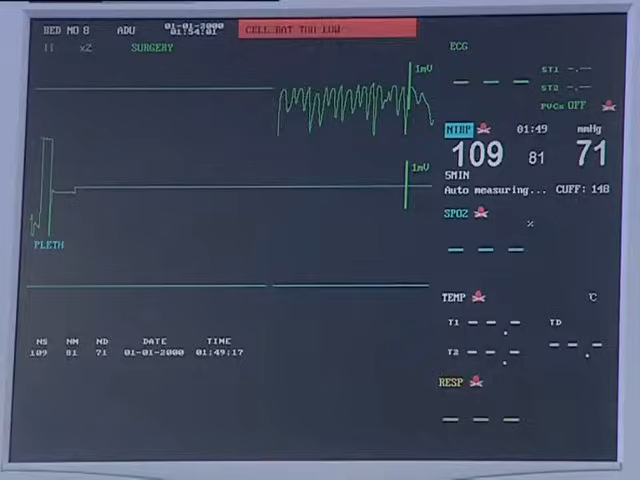 BED NO 8 ADU 01-01-2000
01:54:01
CELL BAT TOO LOW
II x2 SURGERY
ECG
1mV
ST1 -.--
ST2 -.--
PVCs OFF
NIBP 01:49 mmHg
109 81 71
5MIN
Auto measuring... CUFF: 148
1mV
SPO2
%
- - -
PLETH
TEMP °C
T1 - - . - TD
T2 - - . - - - . -
NS NM ND DATE TIME
109 81 71 01-01-2000 01:49:17
RESP
- - -